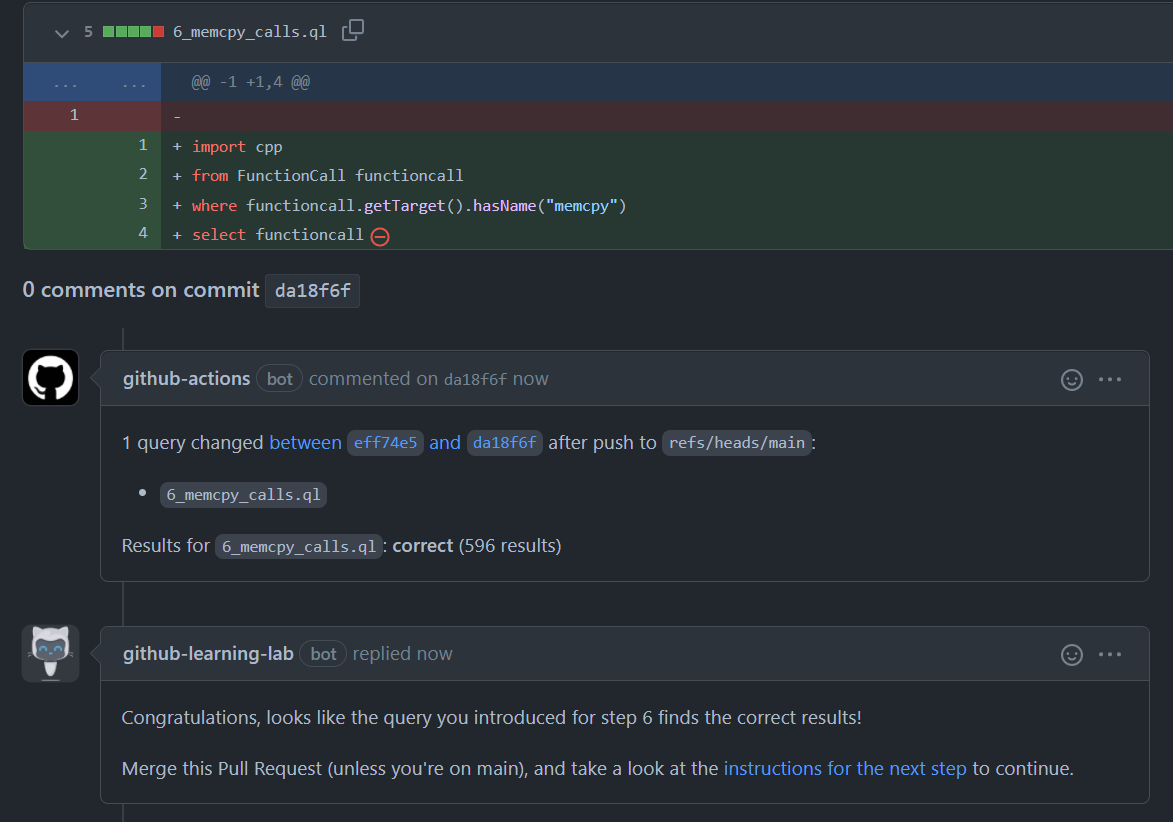 5 6_memcpy_calls.ql
... ... @@ -1 +1,4 @@
1 -
1 + import cpp
2 + from FunctionCall functioncall
3 + where functioncall.getTarget().hasName("memcpy")
4 + select functioncall
0 comments on commit da18f6f
github-actions bot commented on da18f6f now
1 query changed between eff74e5 and da18f6f after push to refs/heads/main:
• 6_memcpy_calls.ql
Results for 6_memcpy_calls.ql: correct (596 results)
github-learning-lab bot replied now
Congratulations, looks like the query you introduced for step 6 finds the correct results!
Merge this Pull Request (unless you're on main), and take a look at the instructions for the next step to continue.